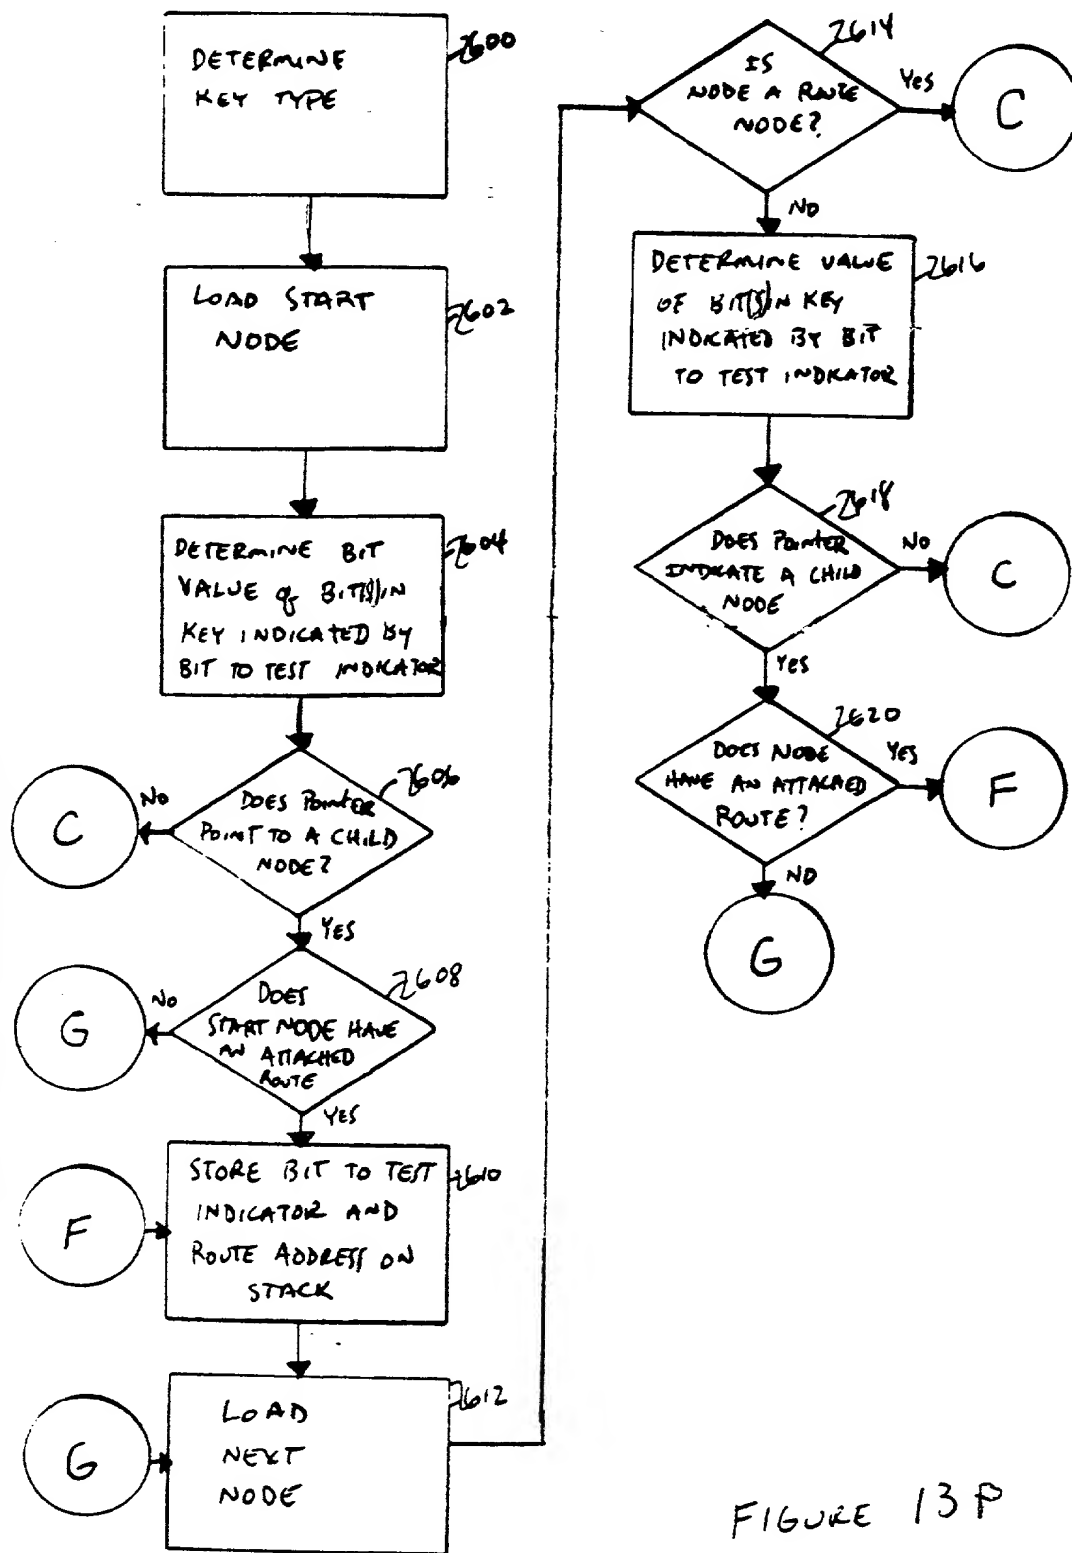 DETERMINE
KEY TYPE
2600
LOAD START
NODE
2602
DETERMINE BIT
VALUE of BIT(S) IN
KEY INDICATED BY
BIT TO TEST INDICATOR
2604
DOES POINTER
POINT TO A CHILD
NODE?
2606
NO
C
YES
DOES
START NODE HAVE
AN ATTACHED
ROUTE
2608
NO
G
YES
STORE BIT TO TEST
INDICATOR AND
ROUTE ADDRESS ON
STACK
2610
F
LOAD
NEXT
NODE
2612
G
IS
NODE A ROUTE
NODE?
2614
YES
C
NO
DETERMINE VALUE
OF BIT(S) IN KEY
INDICATED BY BIT
TO TEST INDICATOR
2616
DOES POINTER
INDICATE A CHILD
NODE
2618
NO
C
YES
DOES NODE
HAVE AN ATTACHED
ROUTE?
2620
YES
F
NO
G
FIGURE 13P